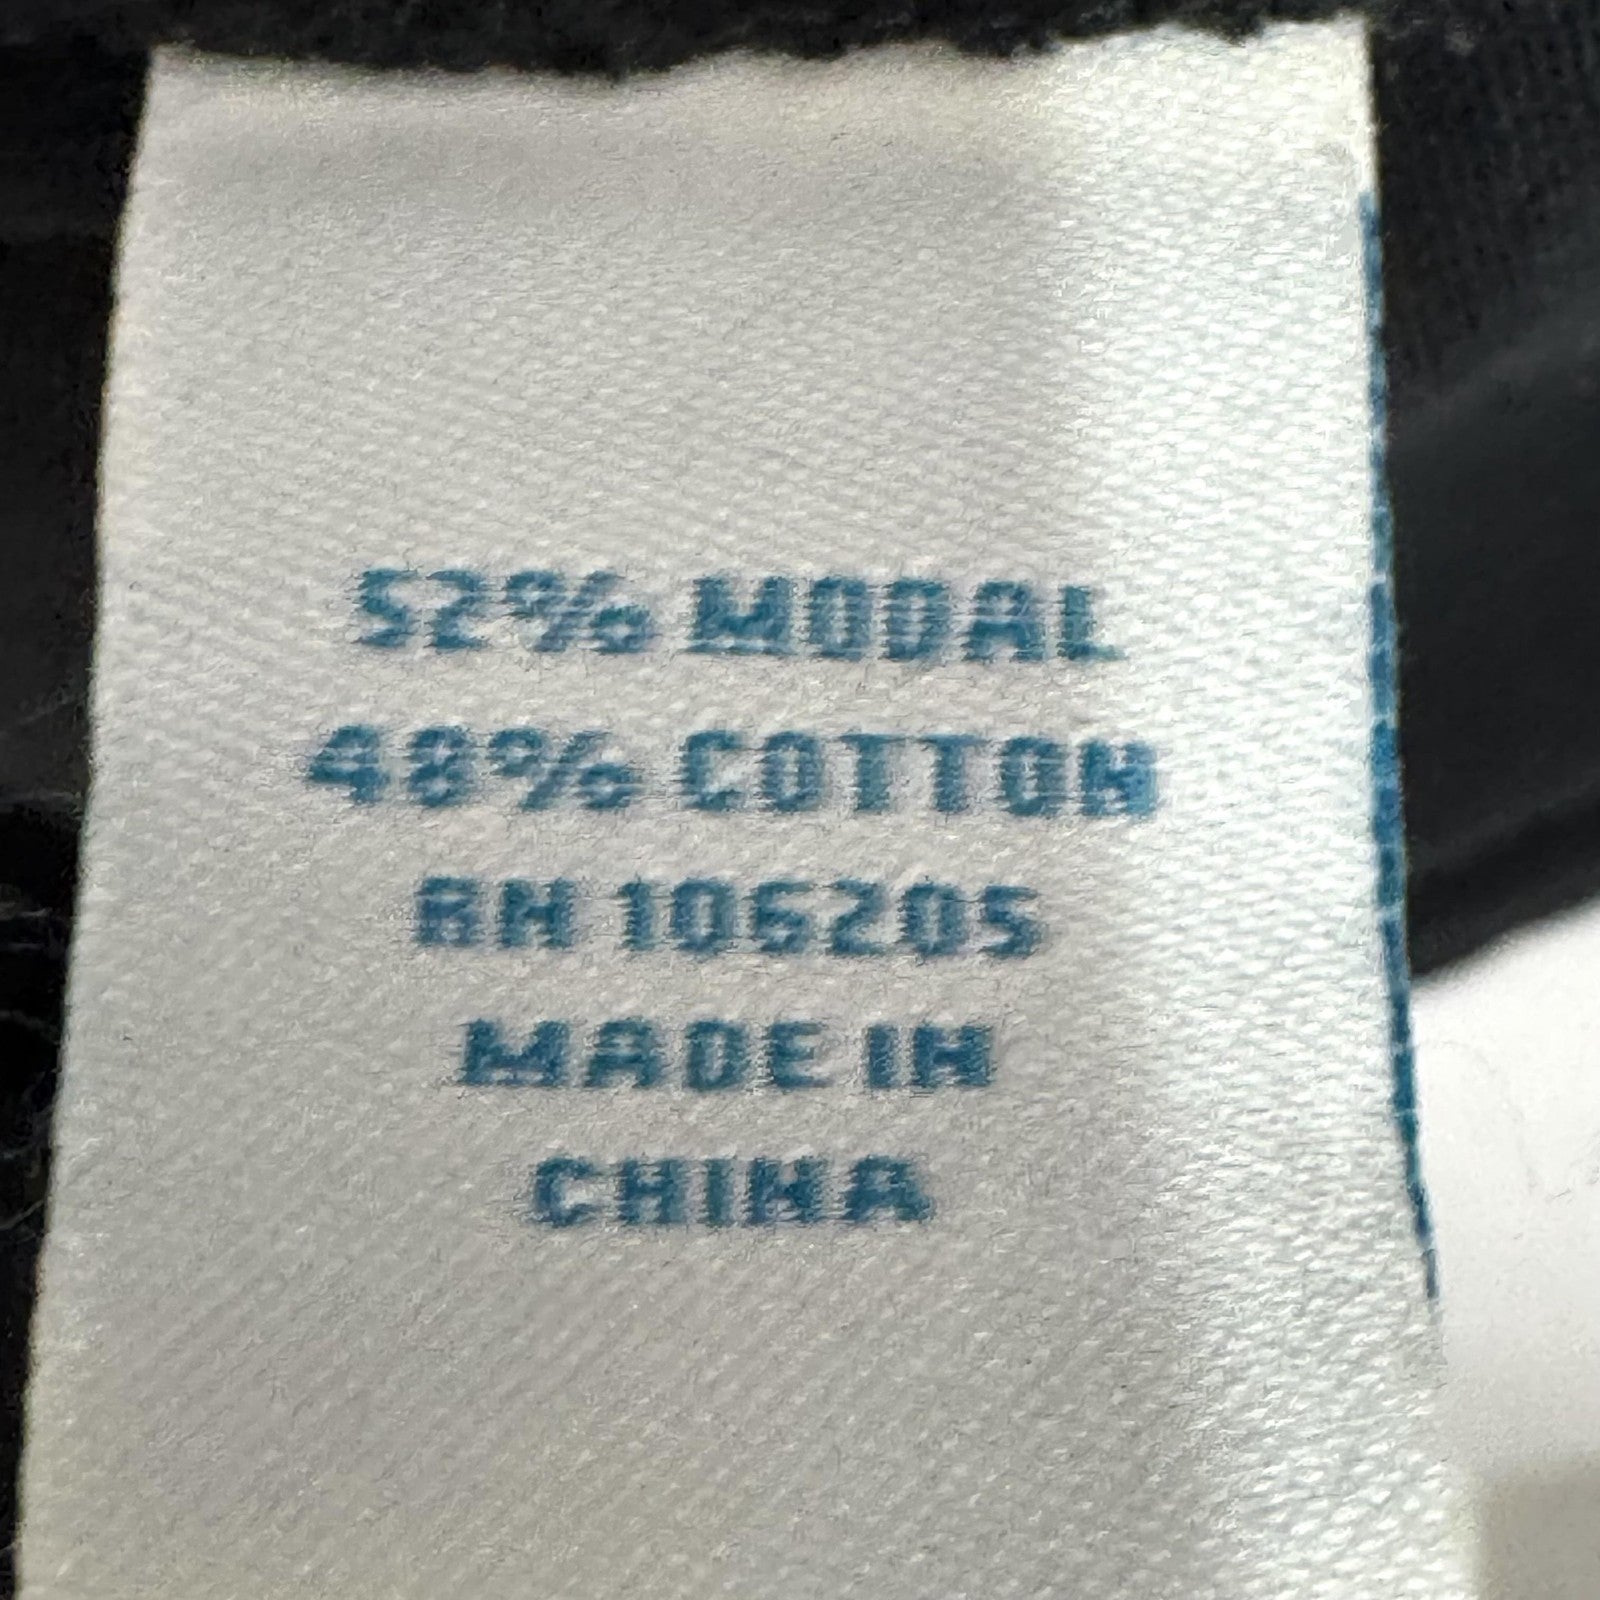 52% MODAL
48% COTTON
RN 106205
MADE IN
CHINA